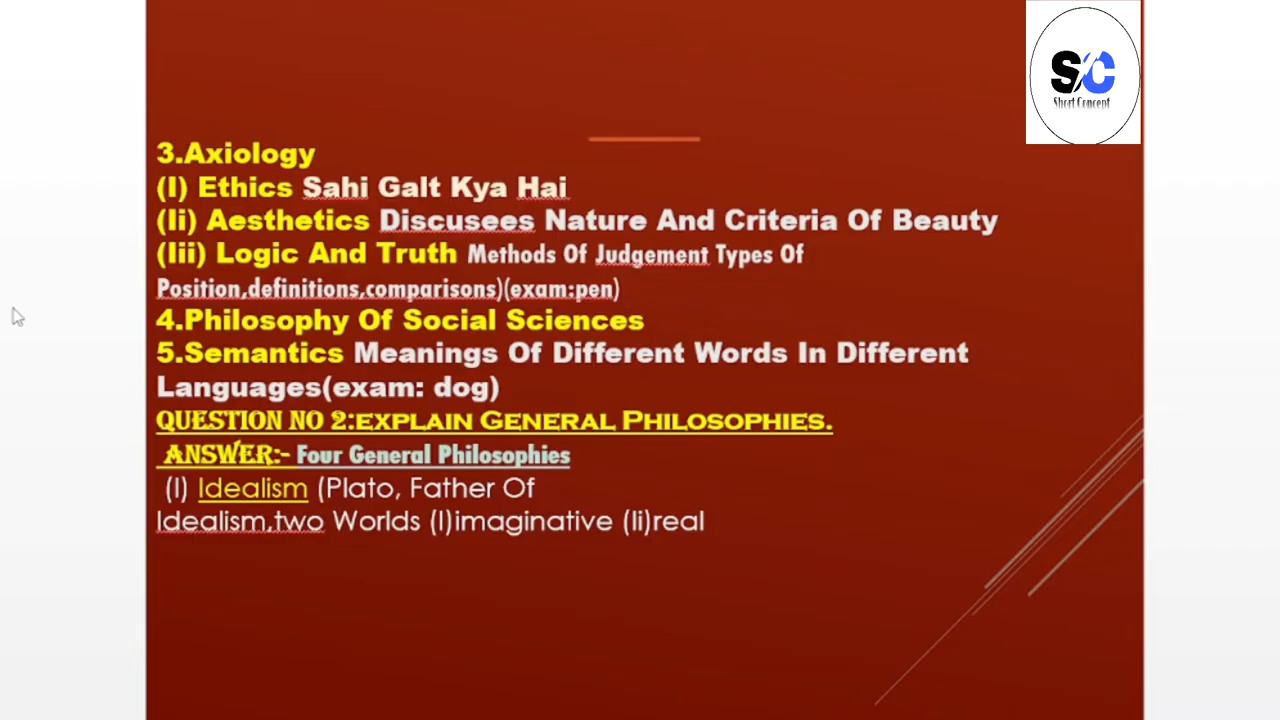 SC
Short Concept
3.Axiology
(I) Ethics Sahi Galt Kya Hai
(Ii) Aesthetics Discusees Nature And Criteria Of Beauty
(Iii) Logic And Truth Methods Of Judgement Types Of
Position,definitions,comparisons)(exam:pen)
4.Philosophy Of Social Sciences
5.Semantics Meanings Of Different Words In Different
Languages(exam: dog)
QUESTION NO 2:EXPLAIN GENERAL PHILOSOPHIES.
ANSWER:- Four General Philosophies
(I) Idealism (Plato, Father Of
Idealism,two Worlds (I)imaginative (Ii)real